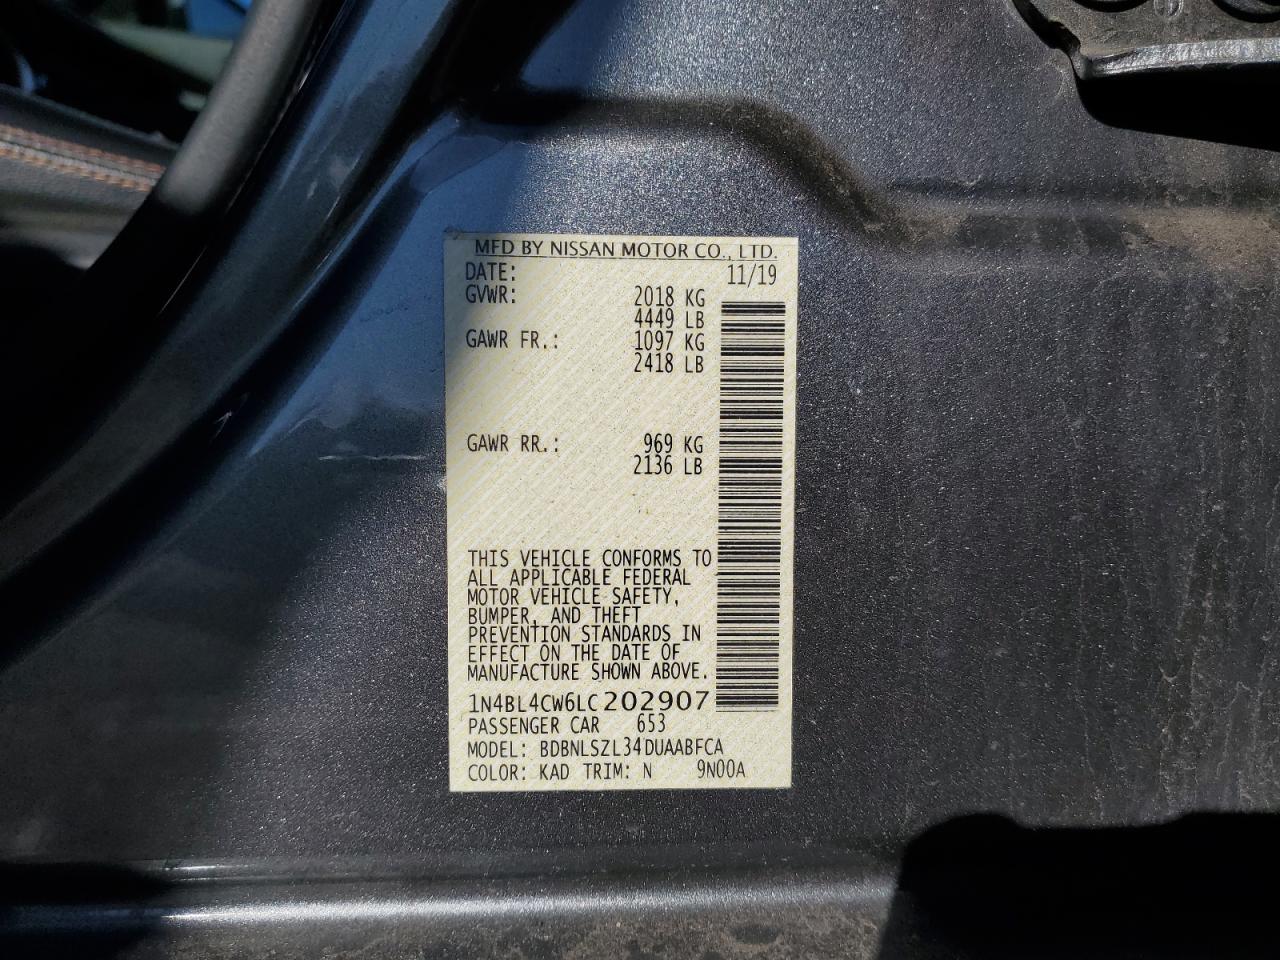 MFD BY NISSAN MOTOR CO., LTD.
DATE: 11/19
GVWR: 2018 KG
4449 LB
GAWR FR.: 1097 KG
2418 LB
GAWR RR.: 969 KG
2136 LB
THIS VEHICLE CONFORMS TO
ALL APPLICABLE FEDERAL
MOTOR VEHICLE SAFETY,
BUMPER, AND THEFT
PREVENTION STANDARDS IN
EFFECT ON THE DATE OF
MANUFACTURE SHOWN ABOVE.
1N4BL4CW6LC202907
PASSENGER CAR 653
MODEL: BDBNLSZL34DUAABFCA
COLOR: KAD TRIM: N 9N00A